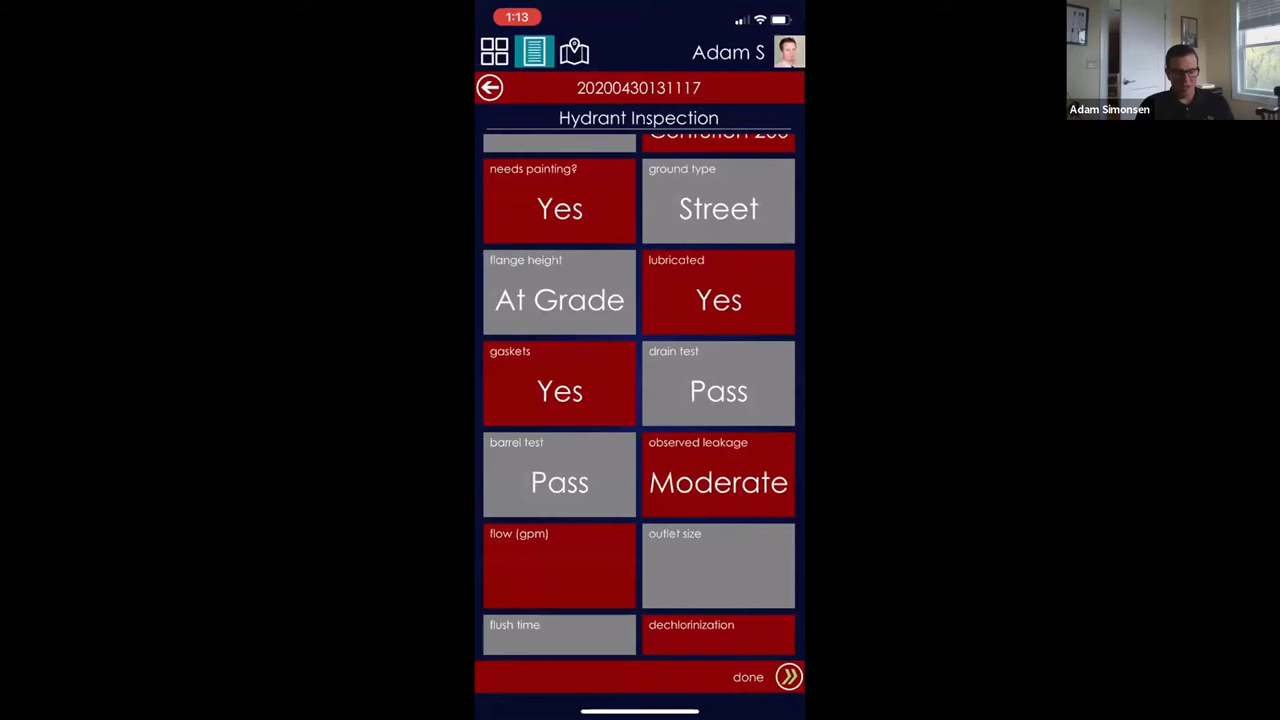 1:13
Adam S
20200430131117
Hydrant Inspection
needs painting?
Yes
ground type
Street
flange height
At Grade
lubricated
Yes
gaskets
Yes
drain test
Pass
barrel test
Pass
observed leakage
Moderate
flow (gpm)
outlet size
flush time
dechlorinization
done
Adam Simonsen